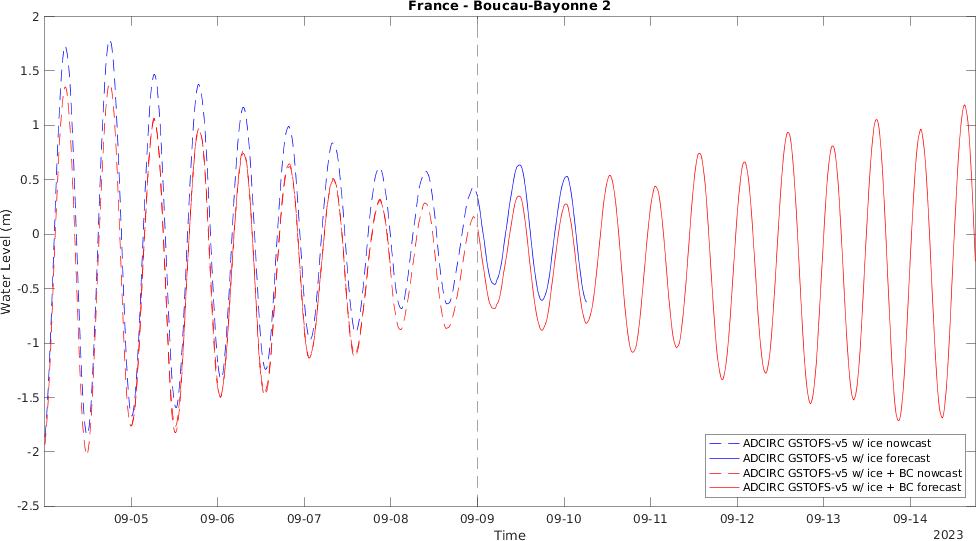 France - Boucau-Bayonne 2
2
1.5
1
0.5
0
-0.5
-1
-1.5
-2
-2.5
Water Level (m)
ADCIRC GSTOFS-v5 w/ ice nowcast
ADCIRC GSTOFS-v5 w/ ice forecast
ADCIRC GSTOFS-v5 w/ ice + BC nowcast
ADCIRC GSTOFS-v5 w/ ice + BC forecast
09-05 09-06 09-07 09-08 09-09 09-10 09-11 09-12 09-13 09-14
Time
2023